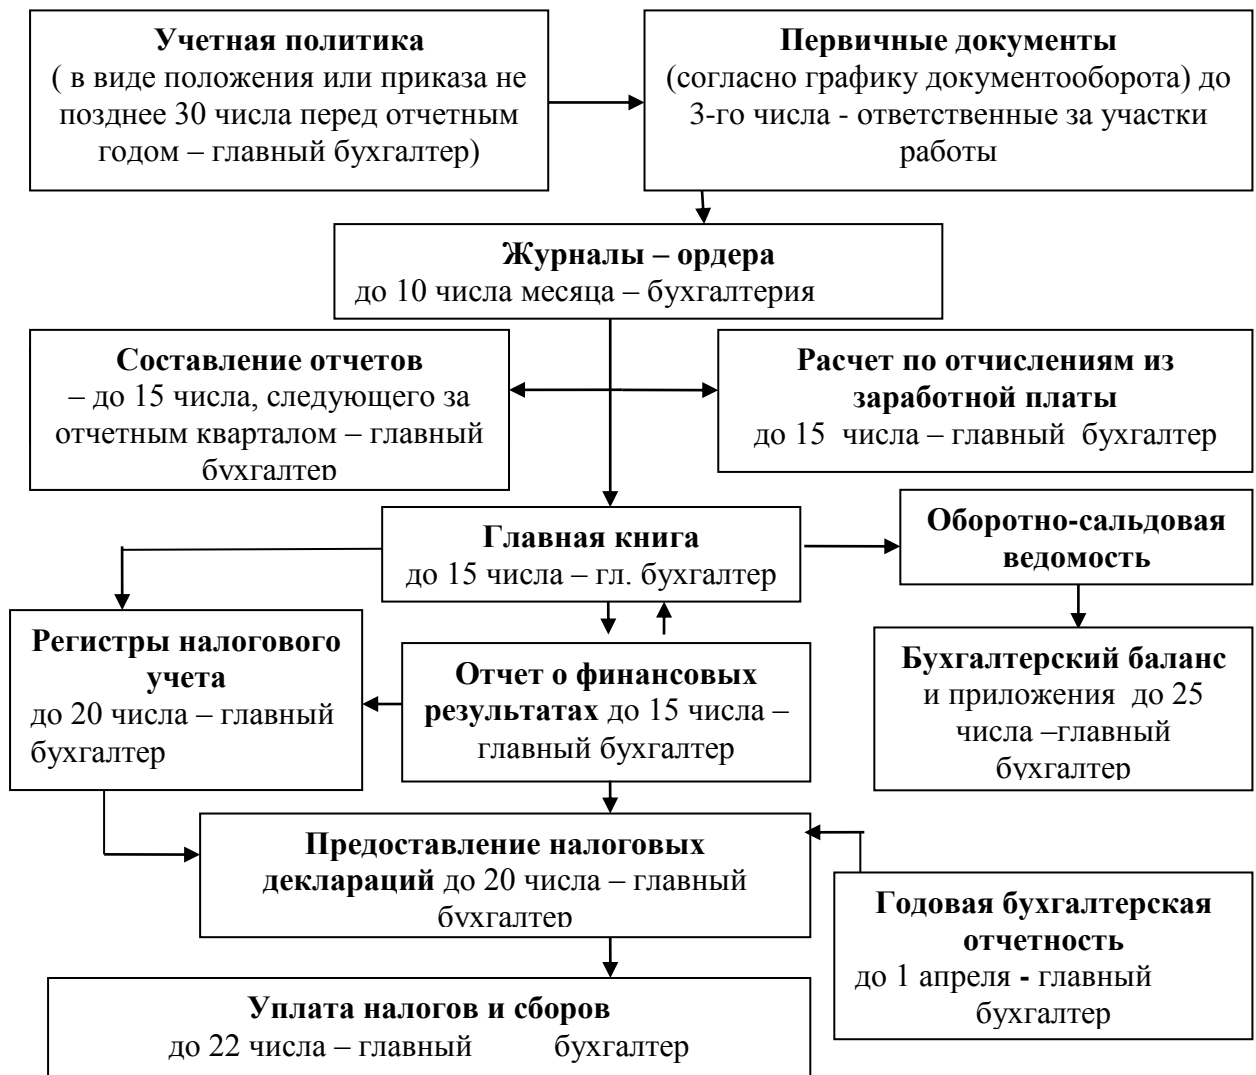 Учетная политика
( в виде положения или приказа не
позднее 30 числа перед отчетным
годом – главный бухгалтер)
Первичные документы
(согласно графику документооборота) до
3-го числа - ответственные за участки
работы
Журналы – ордера
до 10 числа месяца – бухгалтерия
Составление отчетов
– до 15 числа, следующего за
отчетным кварталом – главный
бухгалтер
Расчет по отчислениям из
заработной платы
до 15 числа – главный бухгалтер
Главная книга
до 15 числа – гл. бухгалтер
Оборотно-сальдовая
ведомость
Регистры налогового
учета
до 20 числа – главный
бухгалтер
Отчет о финансовых
результатах до 15 числа –
главный бухгалтер
Бухгалтерский баланс
и приложения до 25
числа –главный
бухгалтер
Предоставление налоговых
деклараций до 20 числа – главный
бухгалтер
Годовая бухгалтерская
отчетность
до 1 апреля - главный
бухгалтер
Уплата налогов и сборов
до 22 числа – главный бухгалтер